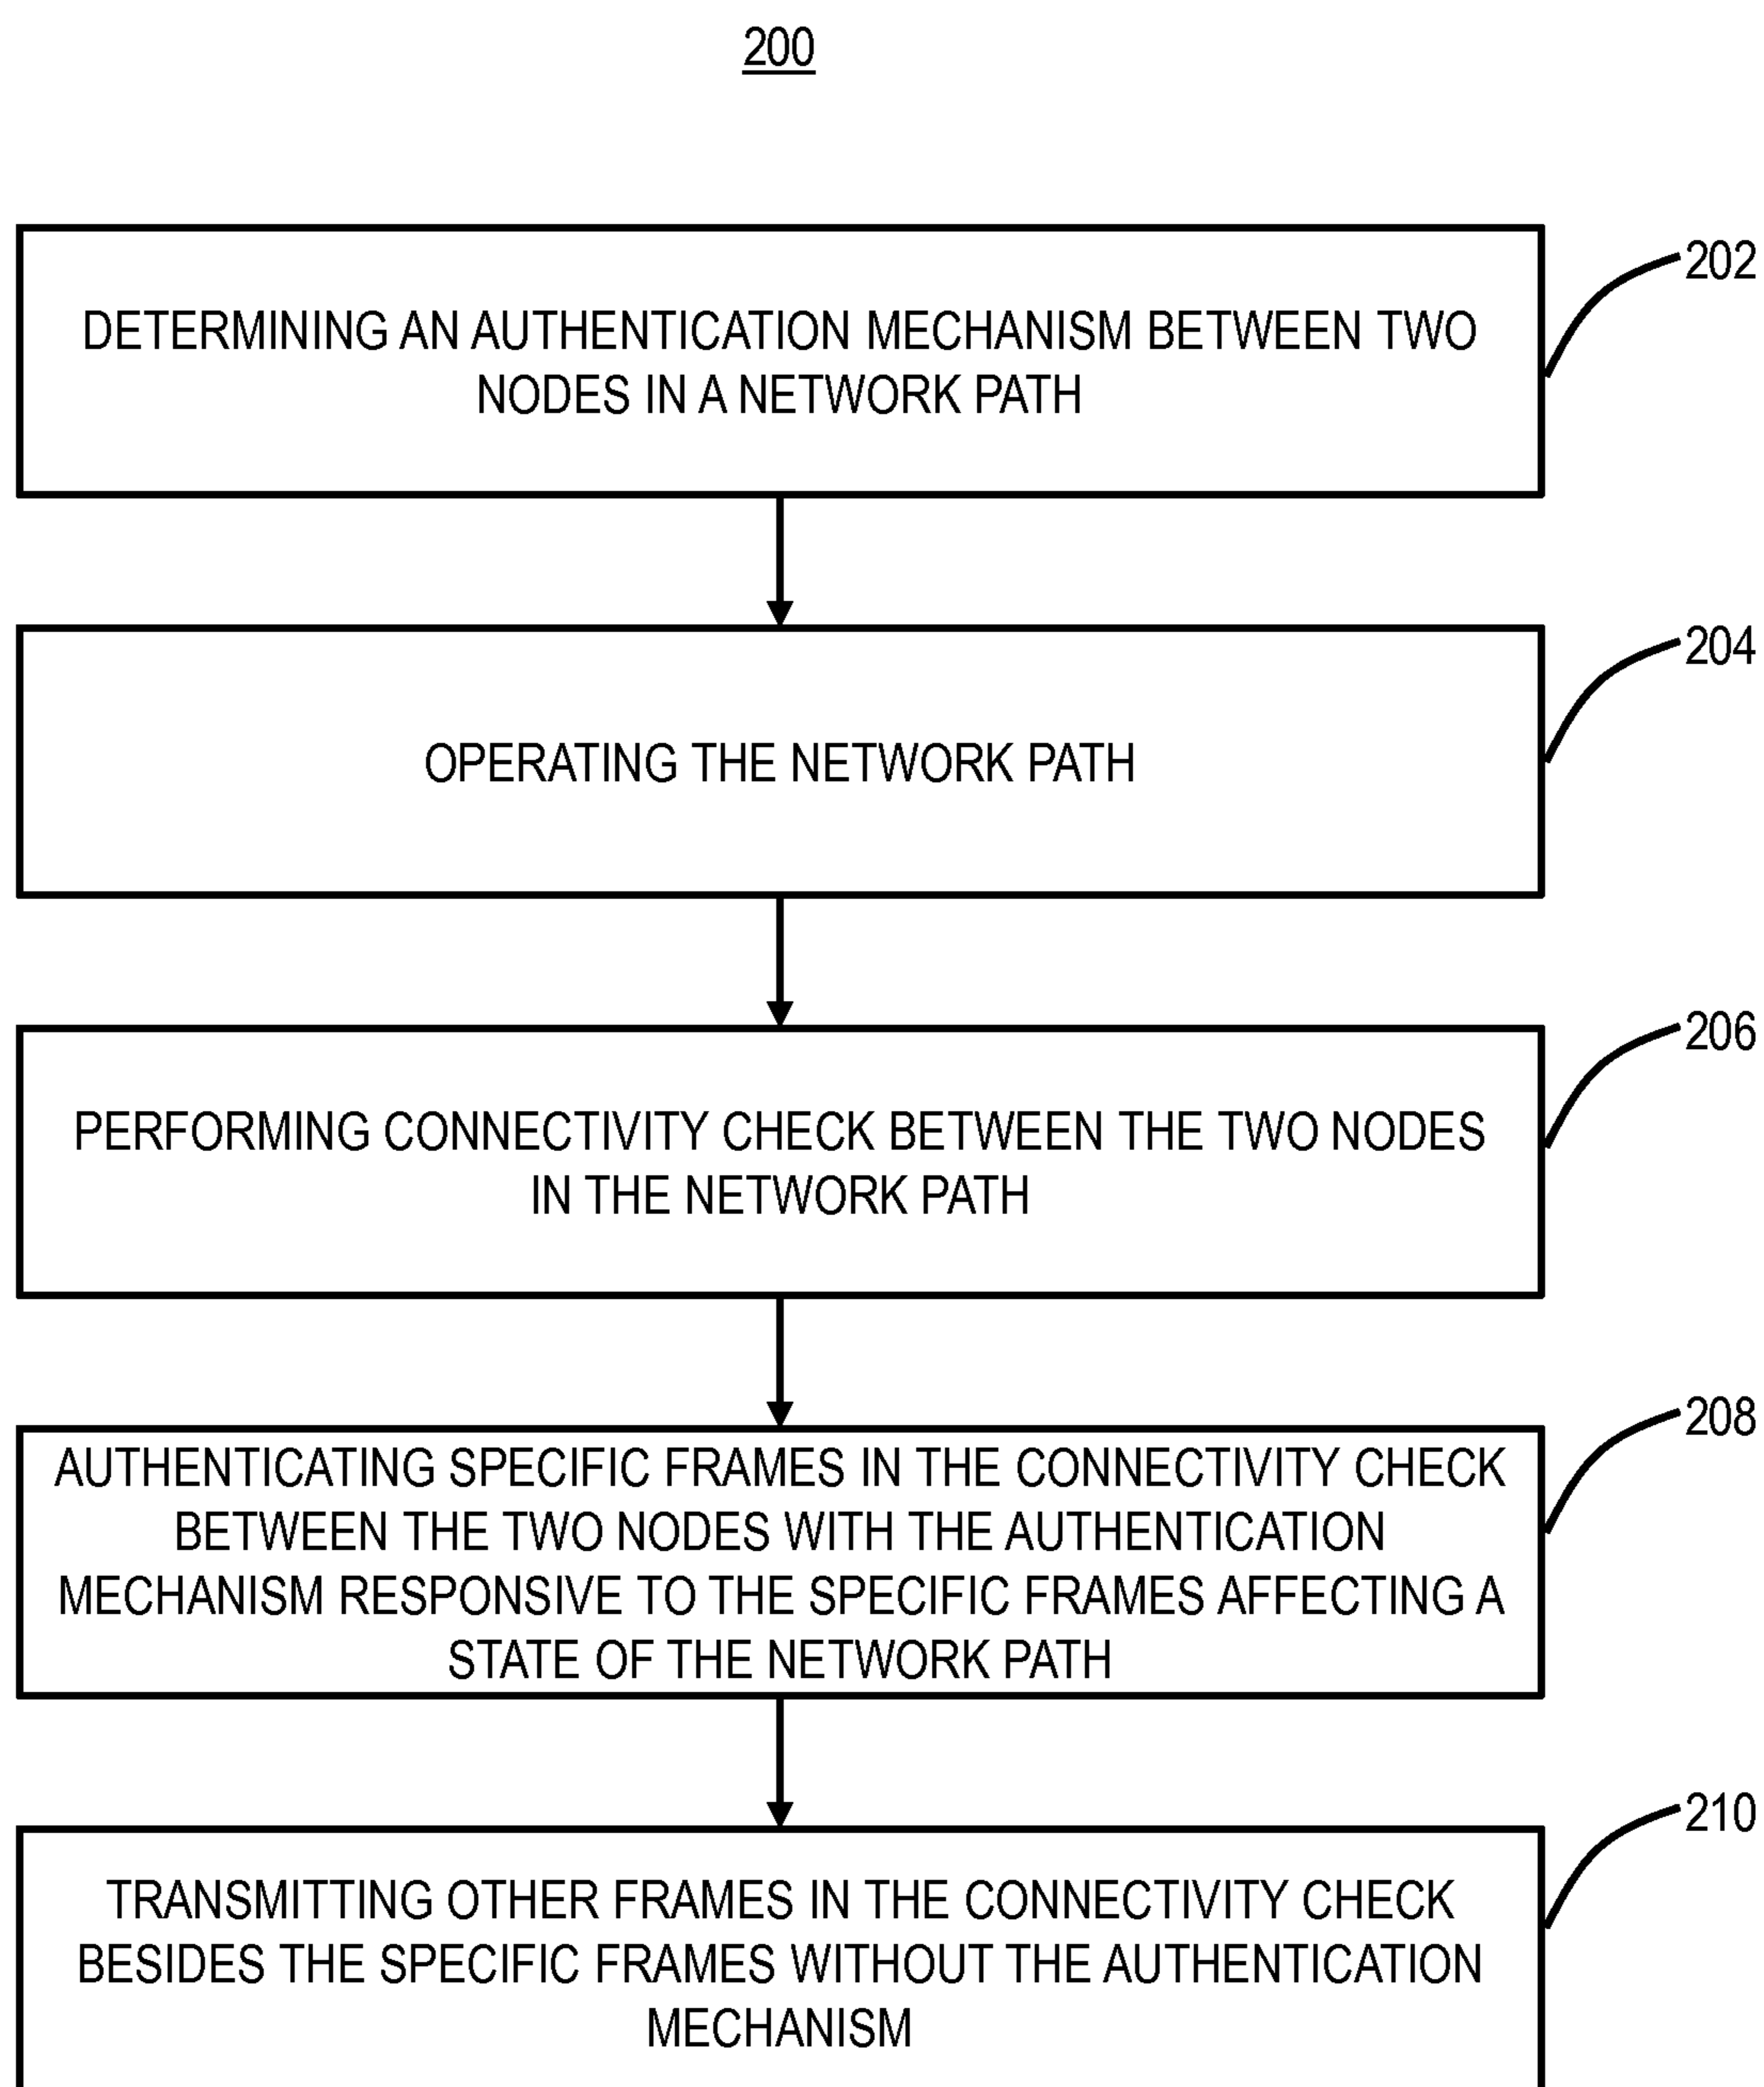 200
202
DETERMINING AN AUTHENTICATION MECHANISM BETWEEN TWO
NODES IN A NETWORK PATH
204
OPERATING THE NETWORK PATH
206
PERFORMING CONNECTIVITY CHECK BETWEEN THE TWO NODES
IN THE NETWORK PATH
208
AUTHENTICATING SPECIFIC FRAMES IN THE CONNECTIVITY CHECK
BETWEEN THE TWO NODES WITH THE AUTHENTICATION
MECHANISM RESPONSIVE TO THE SPECIFIC FRAMES AFFECTING A
STATE OF THE NETWORK PATH
210
TRANSMITTING OTHER FRAMES IN THE CONNECTIVITY CHECK
BESIDES THE SPECIFIC FRAMES WITHOUT THE AUTHENTICATION
MECHANISM